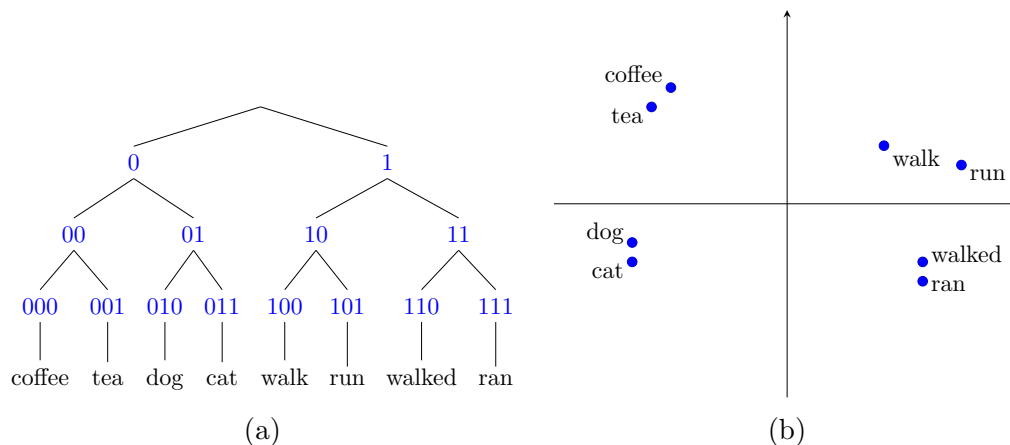 0 1
00 01 10 11
000 001 010 011 100 101 110 111
coffee tea dog cat walk run walked ran
(a)
coffee
tea
walk
run
dog
cat
walked
ran
(b)